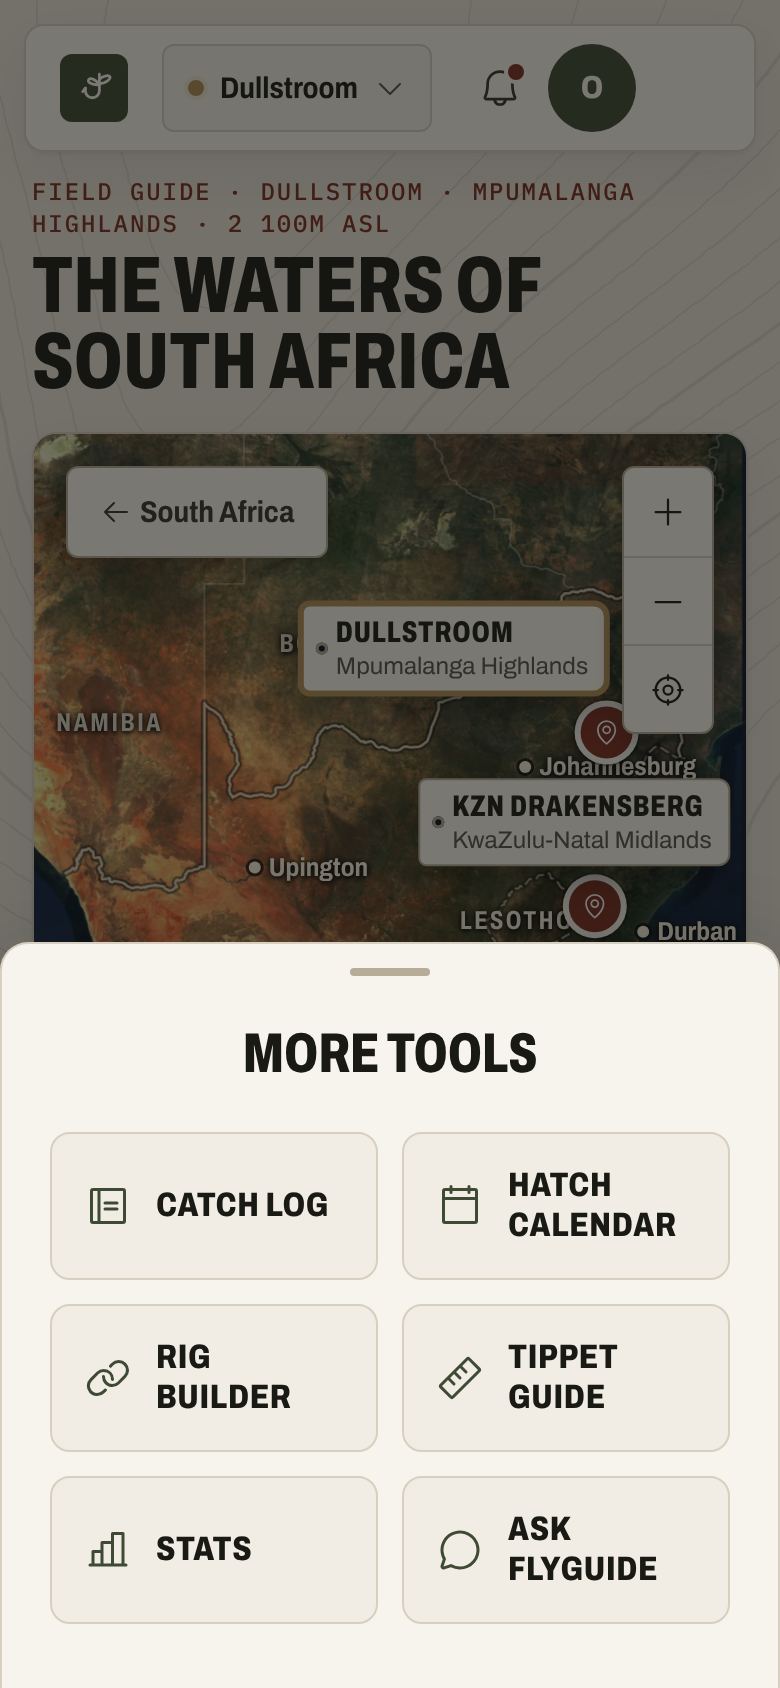 Dullstroom
O
FIELD GUIDE · DULLSTROOM · MPUMALANGA
HIGHLANDS · 2 100M ASL
THE WATERS OF
SOUTH AFRICA
← South Africa
DULLSTROOM
Mpumalanga Highlands
NAMIBIA
Johannesburg
KZN DRAKENSBERG
KwaZulu-Natal Midlands
Upington
LESOTHO
Durban
MORE TOOLS
CATCH LOG
HATCH
CALENDAR
RIG
BUILDER
TIPPET
GUIDE
STATS
ASK
FLYGUIDE